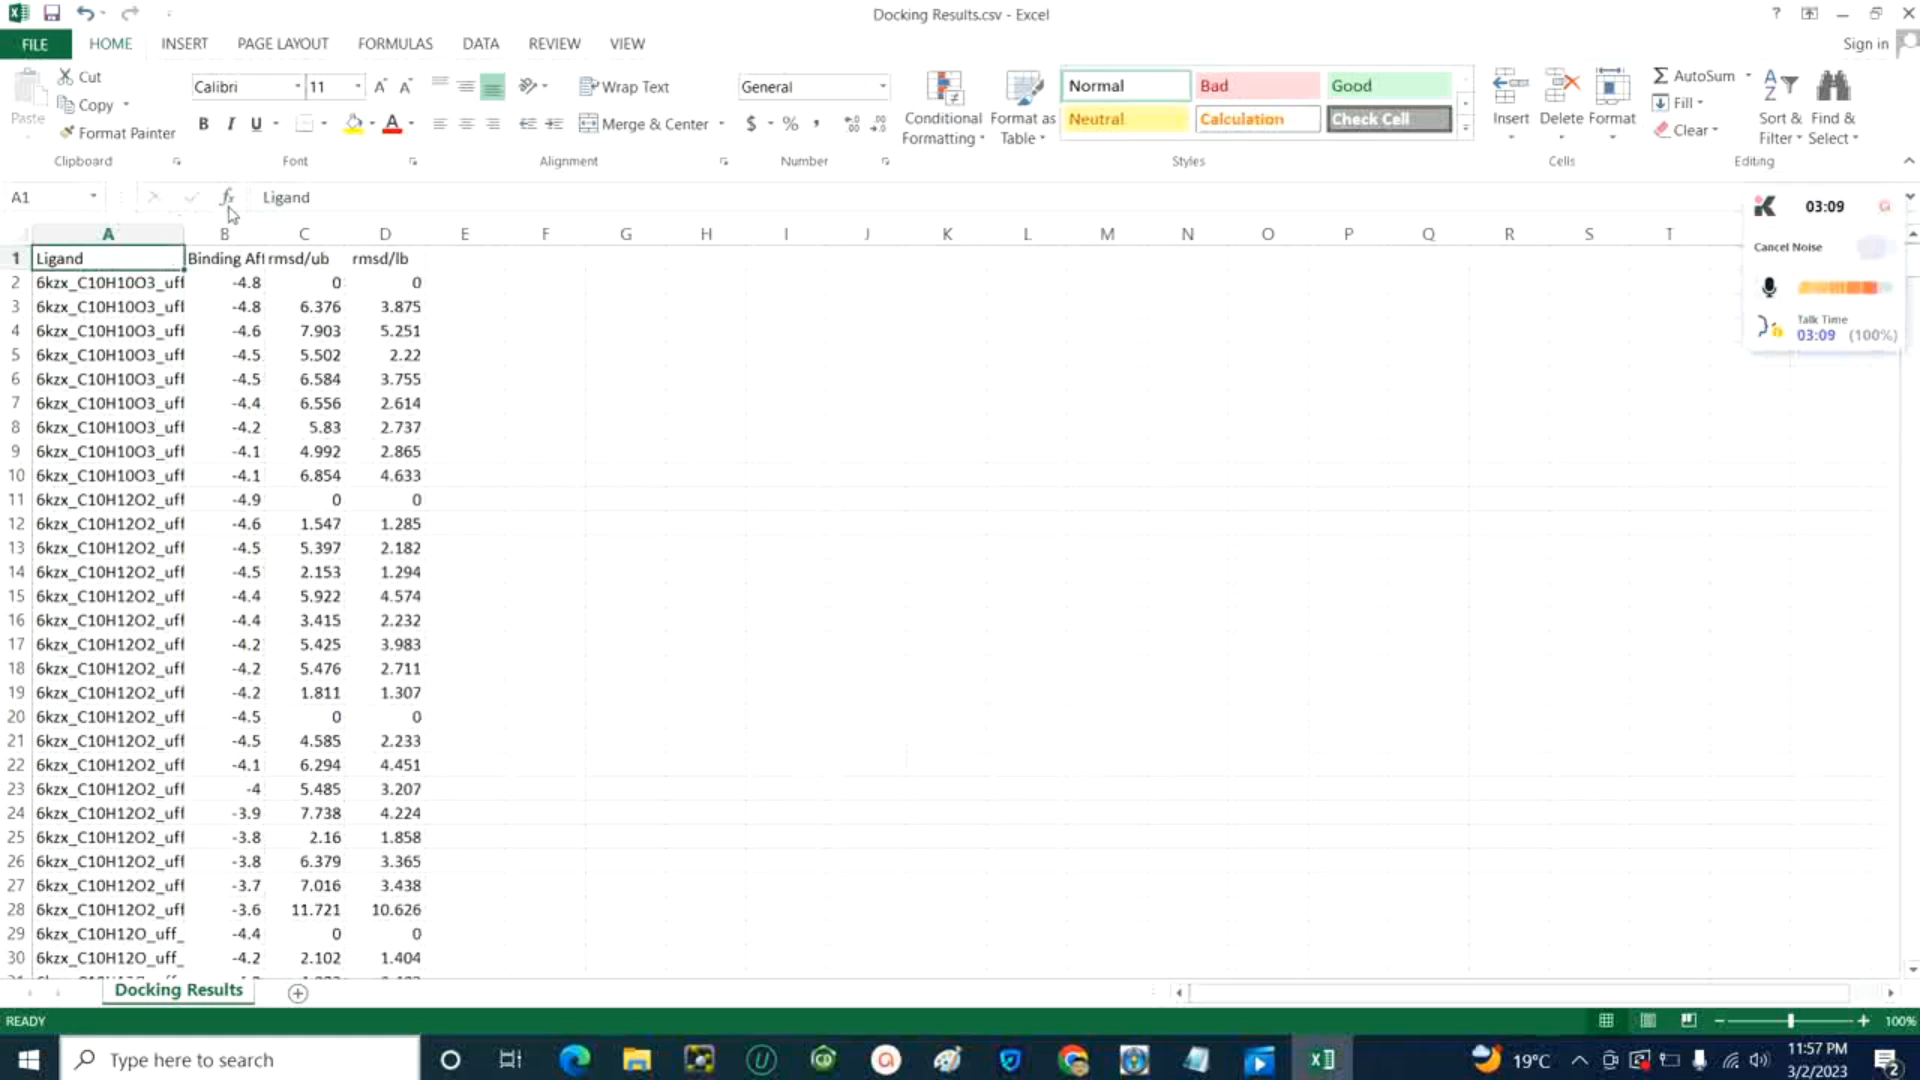 Docking Results.csv - Excel
?
FILE HOME INSERT PAGE LAYOUT FORMULAS DATA REVIEW VIEW Sign in
Cut
Copy
Format Painter
Paste
Clipboard
Calibri 11
B I U
Font
Wrap Text
Merge & Center
Alignment
General
$ % ,
Number
Conditional Formatting
Format as Table
Normal Bad Good
Neutral Calculation Check Cell
Styles
Insert Delete Format
Cells
AutoSum
Fill
Clear
Sort & Filter
Find & Select
Editing
A1 fx Ligand
03:09
Cancel Noise
Talk Time
03:09 (100%)
A B C D E F G H I J K L M N O P Q R S T
1 Ligand Binding Aff rmsd/ub rmsd/lb
2 6kzx_C10H10O3_uff -4.8 0 0
3 6kzx_C10H10O3_uff -4.8 6.376 3.875
4 6kzx_C10H10O3_uff -4.6 7.903 5.251
5 6kzx_C10H10O3_uff -4.5 5.502 2.22
6 6kzx_C10H10O3_uff -4.5 6.584 3.755
7 6kzx_C10H10O3_uff -4.4 6.556 2.614
8 6kzx_C10H10O3_uff -4.2 5.83 2.737
9 6kzx_C10H10O3_uff -4.1 4.992 2.865
10 6kzx_C10H10O3_uff -4.1 6.854 4.633
11 6kzx_C10H12O2_uff -4.9 0 0
12 6kzx_C10H12O2_uff -4.6 1.547 1.285
13 6kzx_C10H12O2_uff -4.5 5.397 2.182
14 6kzx_C10H12O2_uff -4.5 2.153 1.294
15 6kzx_C10H12O2_uff -4.4 5.922 4.574
16 6kzx_C10H12O2_uff -4.4 3.415 2.232
17 6kzx_C10H12O2_uff -4.2 5.425 3.983
18 6kzx_C10H12O2_uff -4.2 5.476 2.711
19 6kzx_C10H12O2_uff -4.2 1.811 1.307
20 6kzx_C10H12O2_uff -4.5 0 0
21 6kzx_C10H12O2_uff -4.5 4.585 2.233
22 6kzx_C10H12O2_uff -4.1 6.294 4.451
23 6kzx_C10H12O2_uff -4 5.485 3.207
24 6kzx_C10H12O2_uff -3.9 7.738 4.224
25 6kzx_C10H12O2_uff -3.8 2.16 1.858
26 6kzx_C10H12O2_uff -3.8 6.379 3.365
27 6kzx_C10H12O2_uff -3.7 7.016 3.438
28 6kzx_C10H12O2_uff -3.6 11.721 10.626
29 6kzx_C10H12O_uff_ -4.4 0 0
30 6kzx_C10H12O_uff_ -4.2 2.102 1.404
Docking Results
READY 100%
Type here to search
19°C
11:57 PM
3/2/2023
2